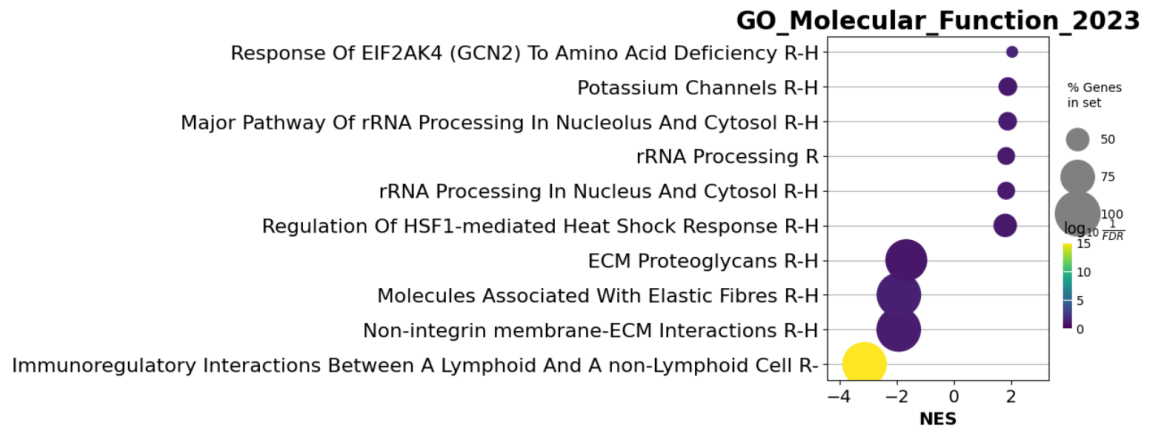 GO_Molecular_Function_2023
Response Of EIF2AK4 (GCN2) To Amino Acid Deficiency R-H
Potassium Channels R-H
Major Pathway Of rRNA Processing In Nucleolus And Cytosol R-H
rRNA Processing R
rRNA Processing In Nucleus And Cytosol R-H
Regulation Of HSF1-mediated Heat Shock Response R-H
ECM Proteoglycans R-H
Molecules Associated With Elastic Fibres R-H
Non-integrin membrane-ECM Interactions R-H
Immunoregulatory Interactions Between A Lymphoid And A non-Lymphoid Cell R-
−4 −2 0 2
NES
% Genes
in set
50
75
100
log10 1/FDR
15
10
5
0